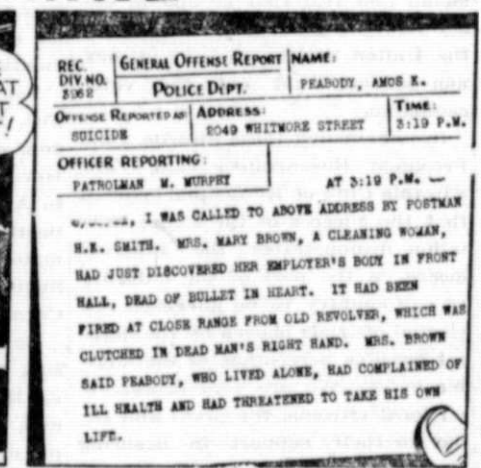 AT
T
!
REC.
DIV. NO.
3962
GENERAL OFFENSE REPORT
POLICE DEPT.
NAME:
PEABODY, AMOS K.
OFFENSE REPORTED AS
SUICIDE
ADDRESS:
2049 WHITMORE STREET
TIME:
3:19 P.M.
OFFICER REPORTING:
PATROLMAN M. MURPHY
AT 3:19 P.M.
I WAS CALLED TO ABOVE ADDRESS BY POSTMAN
H.E. SMITH. MRS. MARY BROWN, A CLEANING WOMAN,
HAD JUST DISCOVERED HER EMPLOYER'S BODY IN FRONT
HALL, DEAD OF BULLET IN HEART. IT HAD BEEN
FIRED AT CLOSE RANGE FROM OLD REVOLVER, WHICH WAS
CLUTCHED IN DEAD MAN'S RIGHT HAND. MRS. BROWN
SAID PEABODY, WHO LIVED ALONE, HAD COMPLAINED OF
ILL HEALTH AND HAD THREATENED TO TAKE HIS OWN
LIFE.